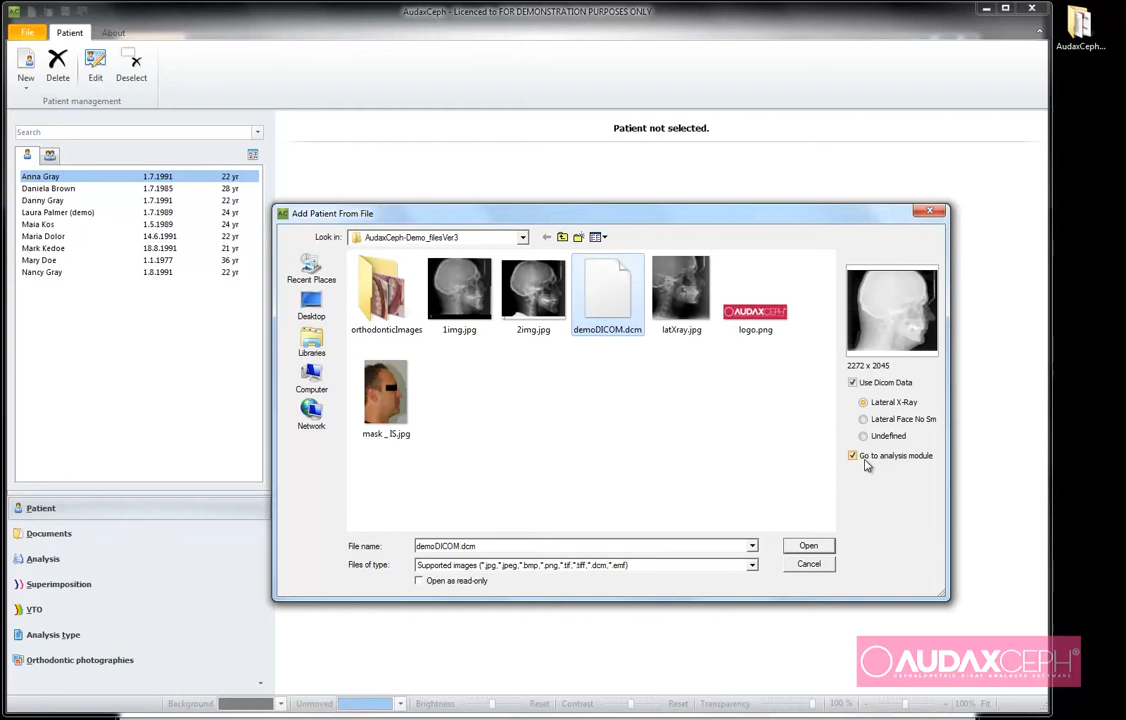 AudaxCeph - Licenced to FOR DEMONSTRATION PURPOSES ONLY
File
Patient
About
New
Delete
Edit
Deselect
Patient management
AudaxCeph...
Search
Patient not selected.
Anna Gray 1.7.1991 22 yr
Daniela Brown 1.7.1985 28 yr
Danny Gray 1.7.1991 22 yr
Laura Palmer (demo) 1.7.1989 24 yr
Maia Kos 1.5.1989 24 yr
Maria Dolor 14.6.1991 22 yr
Mark Kedoe 18.8.1991 21 yr
Mary Doe 1.1.1977 36 yr
Nancy Gray 1.8.1991 22 yr
Add Patient From File
Look in: AudaxCeph-Demo_filesVer3
Recent Places
Desktop
Libraries
Computer
Network
orthodonticImages
1img.jpg
2img.jpg
demoDICOM.dcm
latXray.jpg
AUDAXCEPH
logo.png
mask _ IS.jpg
2272 x 2045
Use Dicom Data
Lateral X-Ray
Lateral Face No Sm
Undefined
Go to analysis module
File name: demoDICOM.dcm
Open
Files of type: Supported images (*.jpg,*.jpeg,*.bmp,*.png,*.tif,*.tiff,*.dcm,*.emf)
Cancel
Open as read-only
Patient
Documents
Analysis
Superimposition
VTO
Analysis type
Orthodontic photographies
AUDAXCEPH®
CEPHALOMETRIC X-RAY ANALYSIS SOFTWARE
Background
Unmoved
Brightness
Reset
Contrast
Reset
Transparency
100 %
100%
Fit